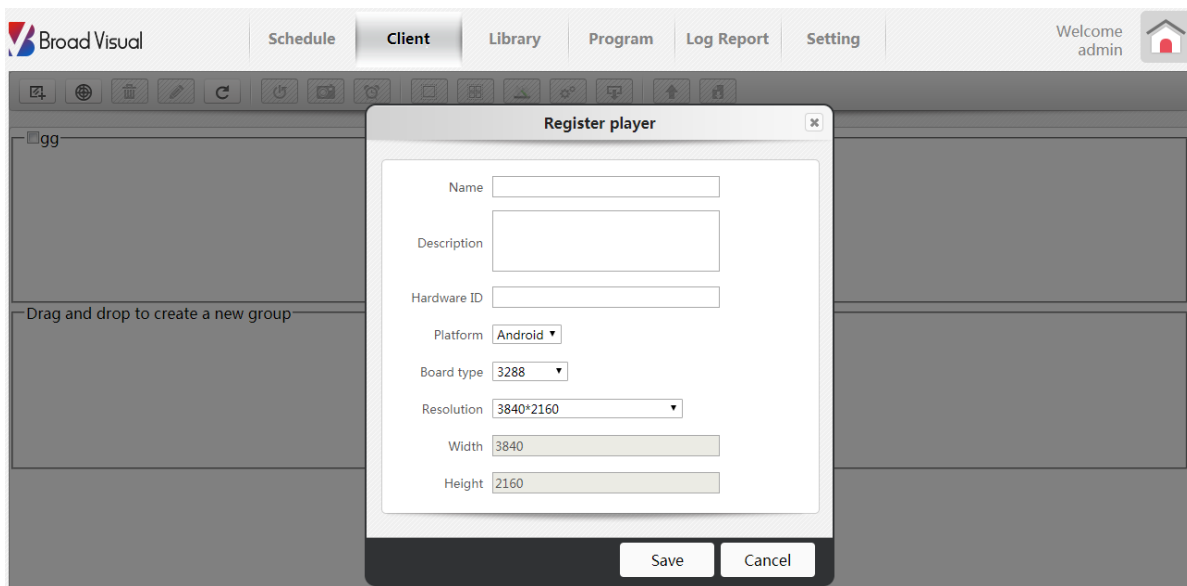 Broad Visual
Schedule
Client
Library
Program
Log Report
Setting
Welcome
admin
Register player
gg
Name
Description
Hardware ID
Drag and drop to create a new group
Platform Android
Board type 3288
Resolution 3840*2160
Width 3840
Height 2160
Save
Cancel